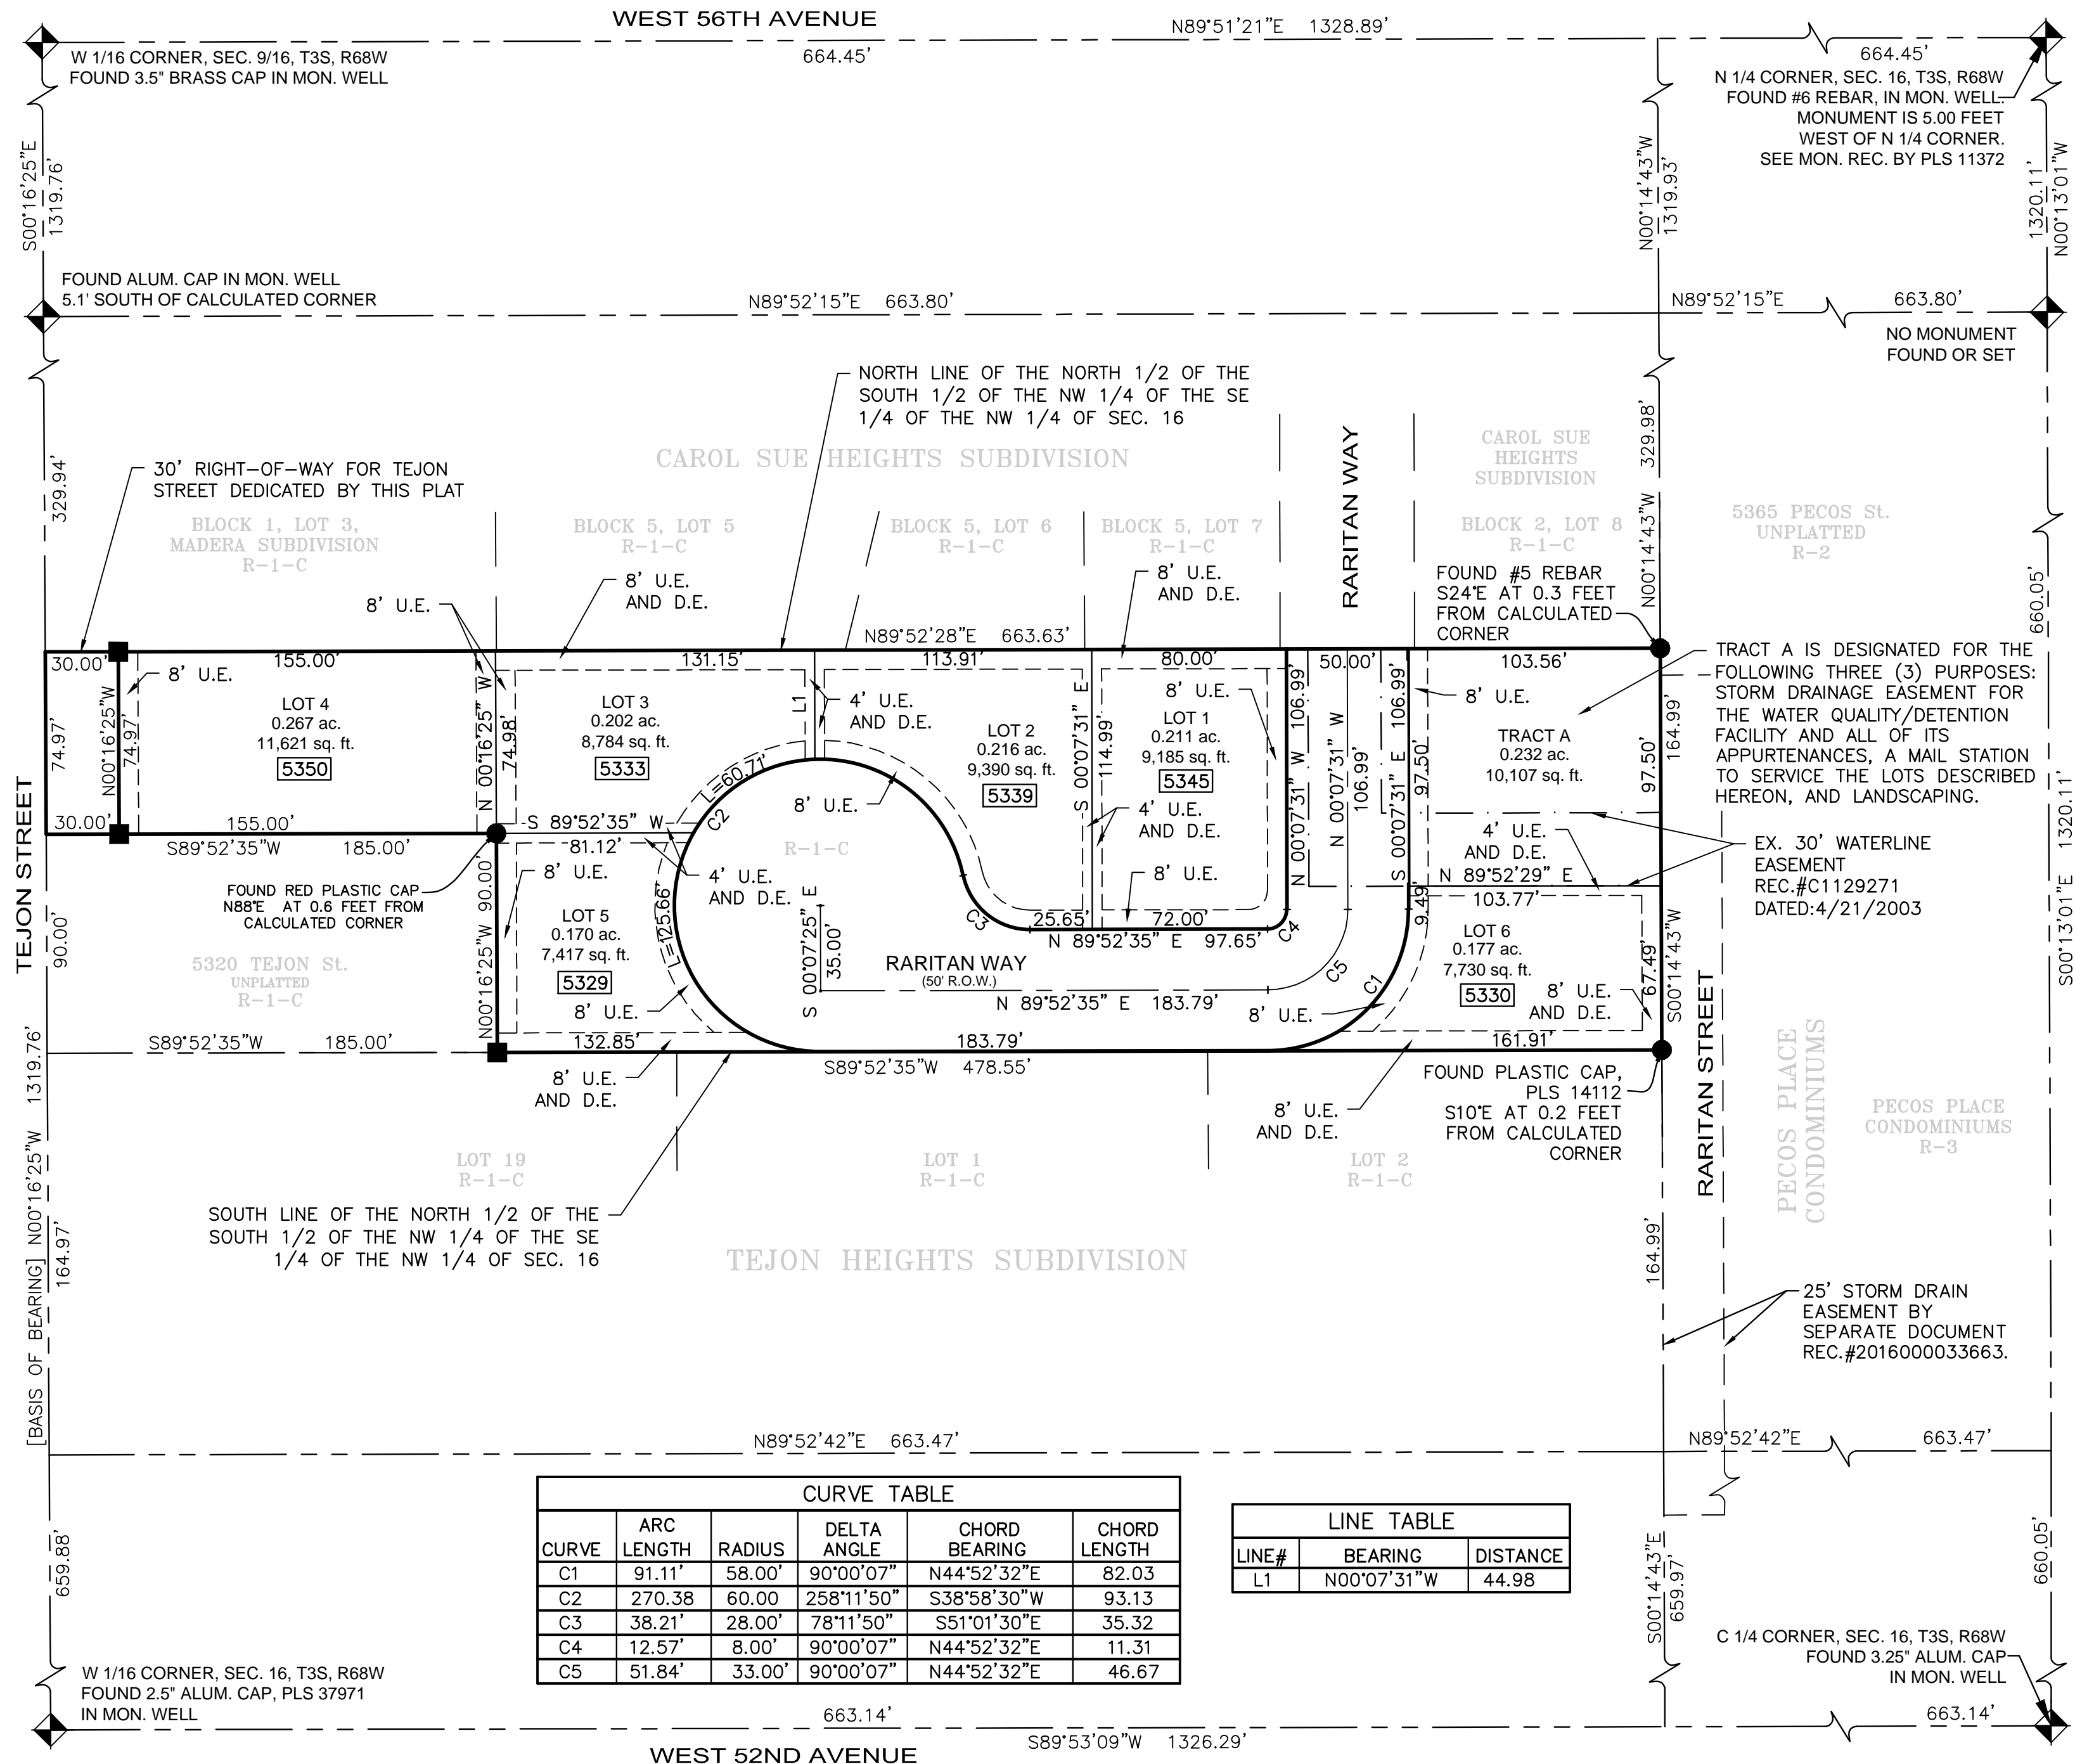 WEST 56TH AVENUE
N89°51'21"E 1328.89'
664.45'
664.45'
W 1/16 CORNER, SEC. 9/16, T3S, R68W
FOUND 3.5" BRASS CAP IN MON. WELL
N 1/4 CORNER, SEC. 16, T3S, R68W
FOUND #6 REBAR, IN MON. WELL.
MONUMENT IS 5.00 FEET
WEST OF N 1/4 CORNER.
SEE MON. REC. BY PLS 11372
S00°16'25"E
1319.76'
N00°14'43"W
1319.93'
1320.11'
N00°13'01"W
FOUND ALUM. CAP IN MON. WELL
5.1' SOUTH OF CALCULATED CORNER
N89°52'15"E 663.80'
N89°52'15"E 663.80'
NO MONUMENT
FOUND OR SET
NORTH LINE OF THE NORTH 1/2 OF THE
SOUTH 1/2 OF THE NW 1/4 OF THE SE
1/4 OF THE NW 1/4 OF SEC. 16
CAROL SUE HEIGHTS SUBDIVISION
RARITAN WAY
CAROL SUE
HEIGHTS
SUBDIVISION
329.98'
N00°14'43"W
329.94'
30' RIGHT-OF-WAY FOR TEJON
STREET DEDICATED BY THIS PLAT
BLOCK 1, LOT 3,
MADERA SUBDIVISION
R-1-C
BLOCK 5, LOT 5
R-1-C
BLOCK 5, LOT 6
R-1-C
BLOCK 5, LOT 7
R-1-C
BLOCK 2, LOT 8
R-1-C
5365 PECOS St.
UNPLATTED
R-2
8' U.E.
8' U.E.
AND D.E.
8' U.E.
AND D.E.
FOUND #5 REBAR
S24°E AT 0.3 FEET
FROM CALCULATED
CORNER
660.05'
N89°52'28"E 663.63'
30.00'
155.00'
131.15'
113.91'
80.00'
50.00'
103.56'
TRACT A IS DESIGNATED FOR THE
FOLLOWING THREE (3) PURPOSES:
STORM DRAINAGE EASEMENT FOR
THE WATER QUALITY/DETENTION
FACILITY AND ALL OF ITS
APPURTENANCES, A MAIL STATION
TO SERVICE THE LOTS DESCRIBED
HEREON, AND LANDSCAPING.
74.97'
N00°16'25"W
74.97'
8' U.E.
LOT 4
0.267 ac.
11,621 sq. ft.
5350
N 00°16'25" W
74.98'
LOT 3
0.202 ac.
8,784 sq. ft.
5333
L1
4' U.E.
AND D.E.
LOT 2
0.216 ac.
9,390 sq. ft.
5339
S 00°07'31" E
114.99'
8' U.E.
LOT 1
0.211 ac.
9,185 sq. ft.
5345
4' U.E.
AND D.E.
8' U.E.
N 00°07'31" W 106.99'
N 00°07'31" W
106.99'
S 00°07'31" E 106.99'
97.50'
9.49'
8' U.E.
TRACT A
0.232 ac.
10,107 sq. ft.
97.50'
164.99'
L=60.71'
C2
8' U.E.
R-1-C
30.00'
155.00'
S89°52'35"W 185.00'
S 89°52'35" W
81.12'
4' U.E.
AND D.E.
4' U.E.
AND D.E.
N 89°52'29" E
103.77'
EX. 30' WATERLINE
EASEMENT
REC.#C1129271
DATED:4/21/2003
TEJON STREET
90.00'
FOUND RED PLASTIC CAP
N88°E AT 0.6 FEET FROM
CALCULATED CORNER
N00°16'25"W 90.00'
8' U.E.
LOT 5
0.170 ac.
7,417 sq. ft.
5329
8' U.E.
L=125.66'
S 00°07'25" E
35.00'
C3
25.65'
72.00'
N 89°52'35" E 97.65'
C4
C5
C1
RARITAN WAY
(50' R.O.W.)
N 89°52'35" E 183.79'
8' U.E.
LOT 6
0.177 ac.
7,730 sq. ft.
5330
8' U.E.
AND D.E.
67.49'
S00°14'43"W
5320 TEJON St.
UNPLATTED
R-1-C
S00°13'01"E 1320.11'
S89°52'35"W 185.00'
132.85'
183.79'
161.91'
S89°52'35"W 478.55'
8' U.E.
AND D.E.
8' U.E.
AND D.E.
FOUND PLASTIC CAP,
PLS 14112
S10°E AT 0.2 FEET
FROM CALCULATED
CORNER
RARITAN STREET
PECOS PLACE
CONDOMINIUMS
PECOS PLACE
CONDOMINIUMS
R-3
LOT 19
R-1-C
LOT 1
R-1-C
LOT 2
R-1-C
SOUTH LINE OF THE NORTH 1/2 OF THE
SOUTH 1/2 OF THE NW 1/4 OF THE SE
1/4 OF THE NW 1/4 OF SEC. 16
TEJON HEIGHTS SUBDIVISION
[BASIS OF BEARING] N00°16'25"W 1319.76'
164.97'
164.99'
25' STORM DRAIN
EASEMENT BY
SEPARATE DOCUMENT
REC.#2016000033663.
N89°52'42"E 663.47'
N89°52'42"E 663.47'
CURVE TABLE
CURVE ARC LENGTH RADIUS DELTA ANGLE CHORD BEARING CHORD LENGTH
C1 91.11' 58.00' 90°00'07" N44°52'32"E 82.03
C2 270.38 60.00 258°11'50" S38°58'30"W 93.13
C3 38.21' 28.00' 78°11'50" S51°01'30"E 35.32
C4 12.57' 8.00' 90°00'07" N44°52'32"E 11.31
C5 51.84' 33.00' 90°00'07" N44°52'32"E 46.67
LINE TABLE
LINE# BEARING DISTANCE
L1 N00°07'31"W 44.98
659.88'
S00°14'43"E
659.97'
660.05'
W 1/16 CORNER, SEC. 16, T3S, R68W
FOUND 2.5" ALUM. CAP, PLS 37971
IN MON. WELL
C 1/4 CORNER, SEC. 16, T3S, R68W
FOUND 3.25" ALUM. CAP
IN MON. WELL
663.14'
663.14'
S89°53'09"W 1326.29'
WEST 52ND AVENUE